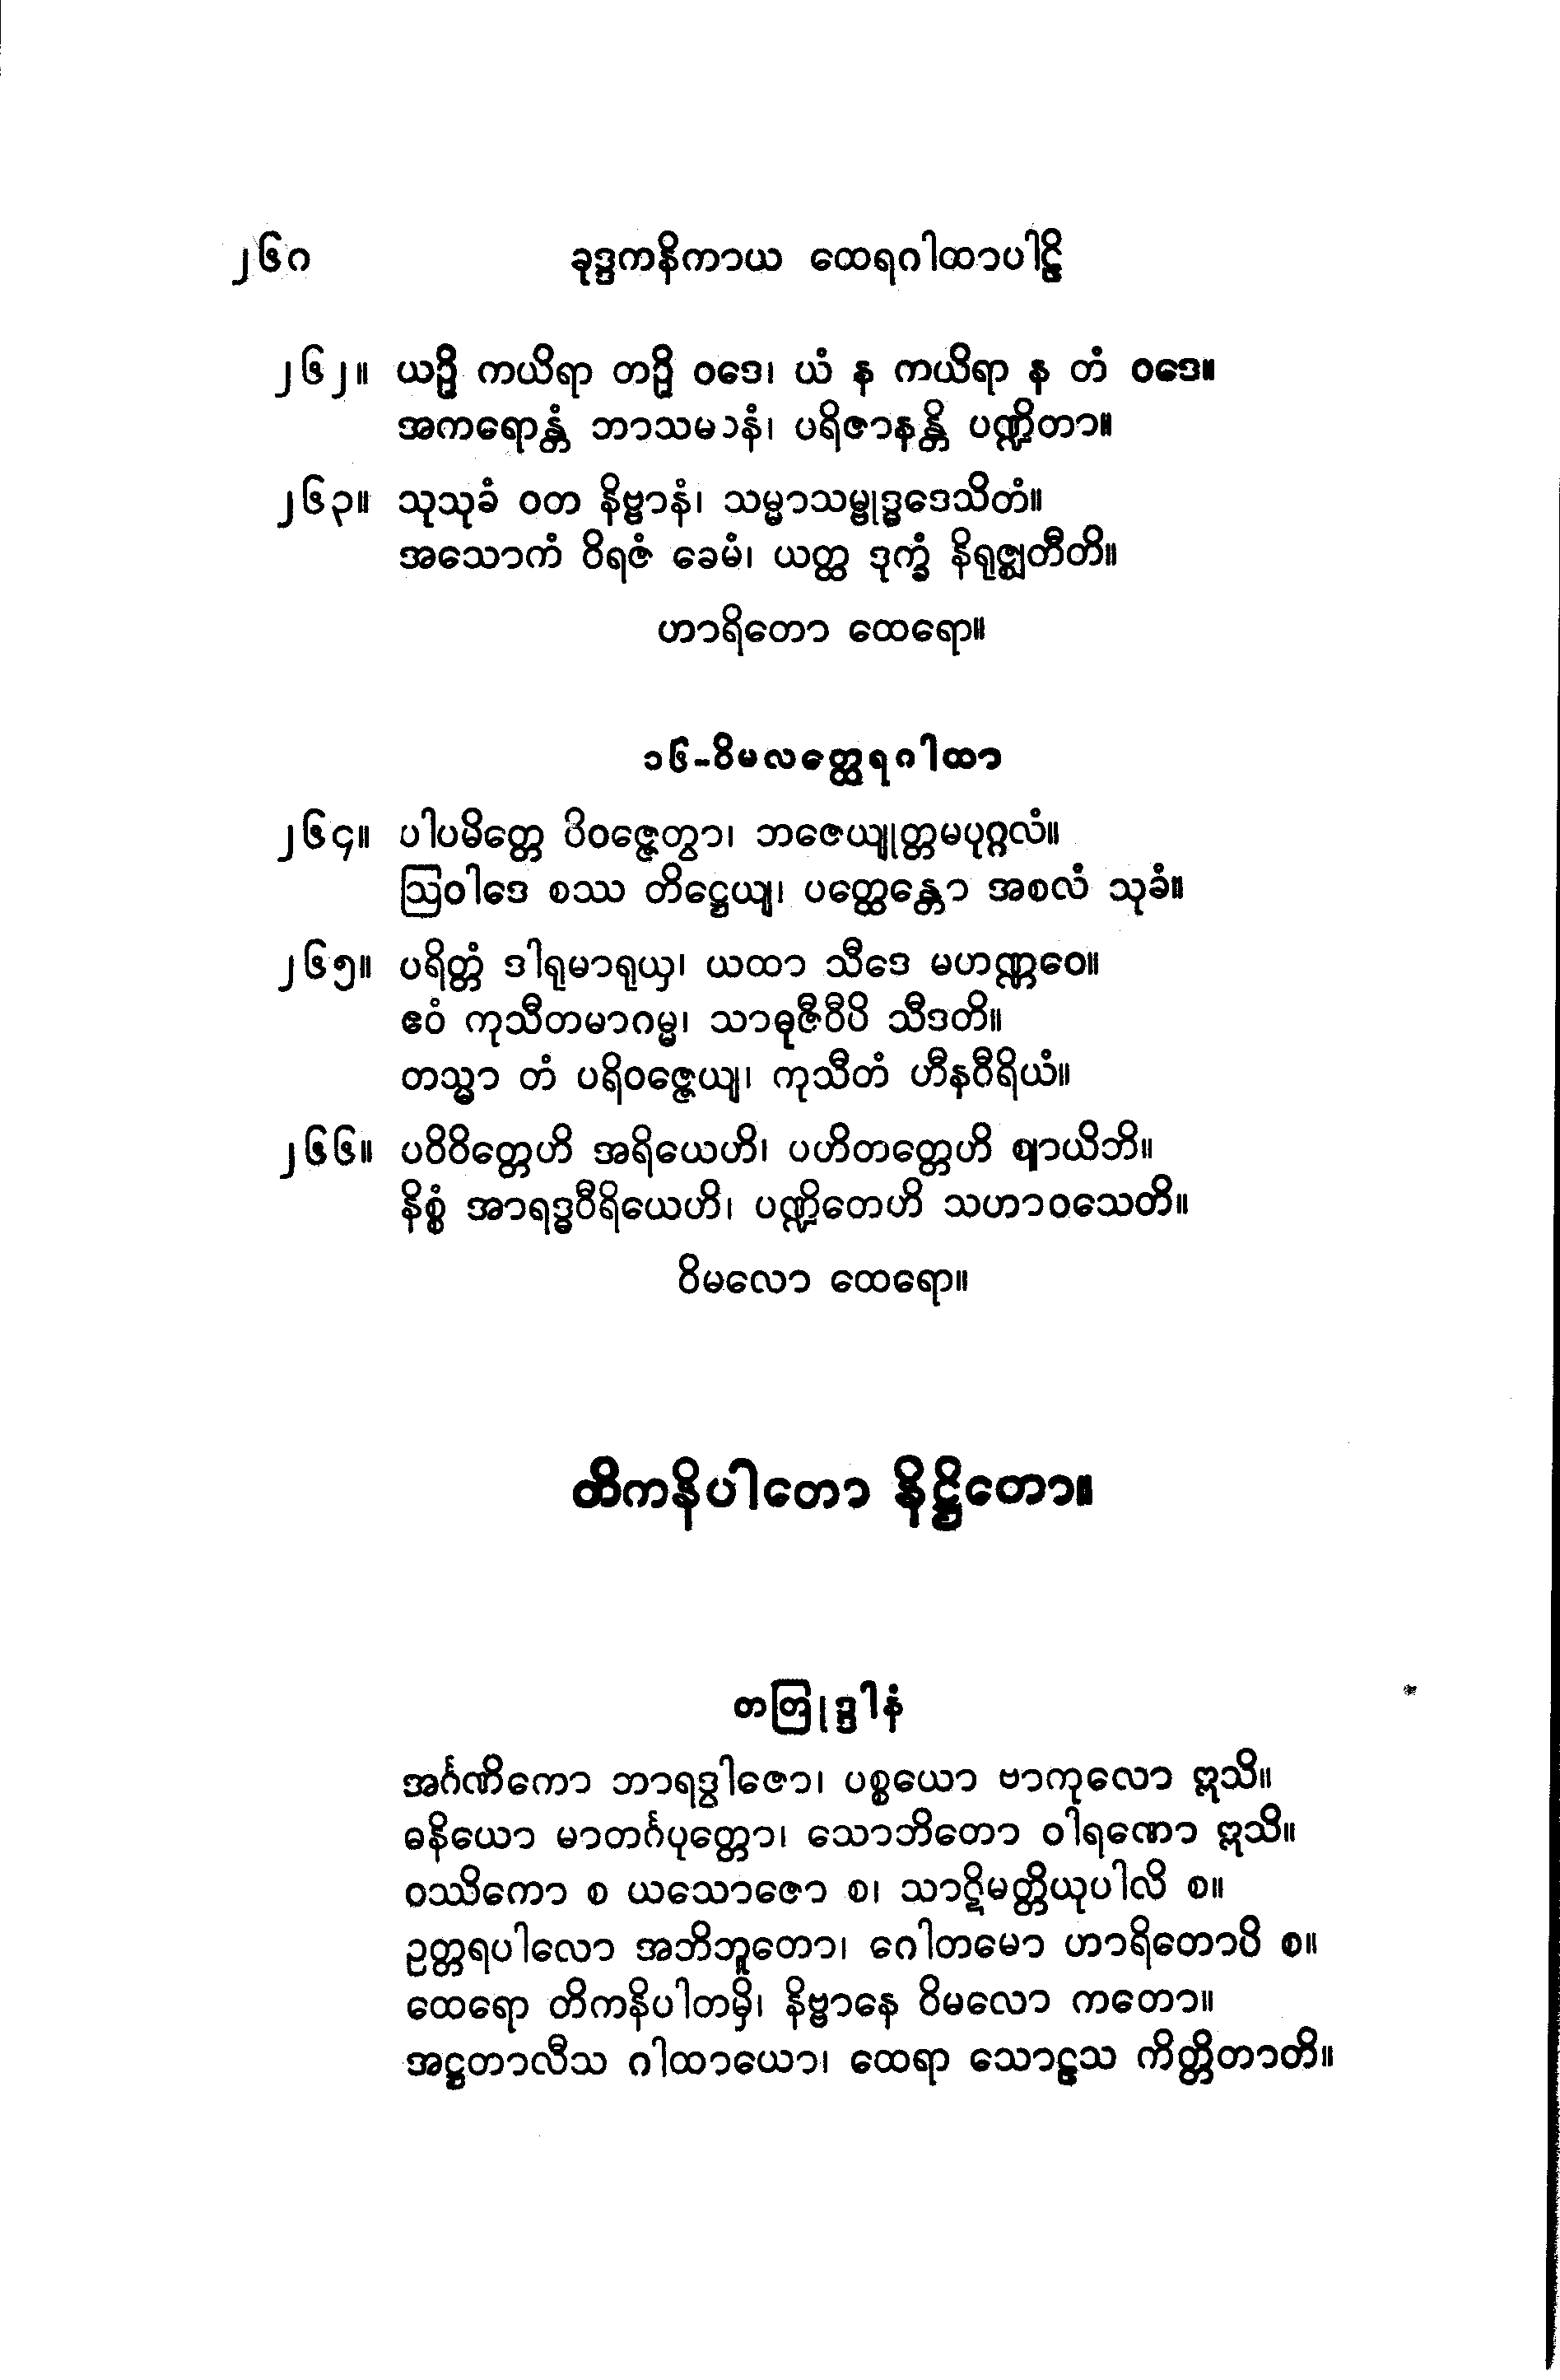 ၂၆ဂ ခုဒ္ဒကနိကာယ ထေရဂါထာပါဠိ
၂၆၂။ ယဉှိ ကယိရာ တဉှိ ဝဒေ၊ ယံ န ကယိရာ န တံ ဝဒေ။
အကရောန္တံ ဘာသမာနံ၊ ပရိဇာနန္တိ ပဏ္ဍိတာ။
၂၆၃။ သုသုခံ ဝတ နိဗ္ဗာနံ၊ သမ္မာသမ္ဗုဒ္ဓဒေသိတံ။
အသောကံ ဝိရဇံ ခေမံ၊ ယတ္ထ ဒုက္ခံ နိရုဇ္ဈတီတိ။
ဟာရိတော ထေရော။
၁၆-ဝိမလတ္ထေရဂါထာ
၂၆၄။ ပါပမိတ္တေ ဝိဝဇ္ဇေတွာ၊ ဘဇေယျုတ္တမပုဂ္ဂလံ။
ဩဝါဒေ စဿ တိဋ္ဌေယျ၊ ပတ္ထေန္တော အစလံ သုခံ။
၂၆၅။ ပရိတ္တံ ဒါရုမာရုယှ၊ ယထာ သီဒေ မဟဏ္ဏဝေ။
ဧဝံ ကုသီတမာဂမ္မ၊ သာဓုဇီဝီပိ သီဒတိ။
တသ္မာ တံ ပရိဝဇ္ဇေယျ၊ ကုသီတံ ဟီနဝီရိယံ။
၂၆၆။ ပဝိဝိတ္တေဟိ အရိယေဟိ၊ ပဟိတတ္တေဟိ ဈာယိဘိ။
နိစ္စံ အာရဒ္ဓဝီရိယေဟိ၊ ပဏ္ဍိတေဟိ သဟာဝသေတိ။
ဝိမလော ထေရော။
တိကနိပါတော နိဋ္ဌိတော။
တတြုဒ္ဒါနံ
အင်္ဂဏိကော ဘာရဒွါဇော၊ ပစ္စယော ဗာကုလော ဣသိ။
ဓနိယော မာတင်္ဂပုတ္တော၊ သောဘိတော ဝါရဏော ဣသိ။
ဝဿိကော စ ယသောဇော စ၊ သာဋိမတ္တိယုပါလိ စ။
ဥတ္တရပါလော အဘိဘူတော၊ ဂေါတမော ဟာရိတောပိ စ။
ထေရော တိကနိပါတမှိ၊ နိဗ္ဗာနေ ဝိမလော ကတော။
အဋ္ဌတာလီသ ဂါထာယော၊ ထေရာ သောဠသ ကိတ္တိတာတိ။